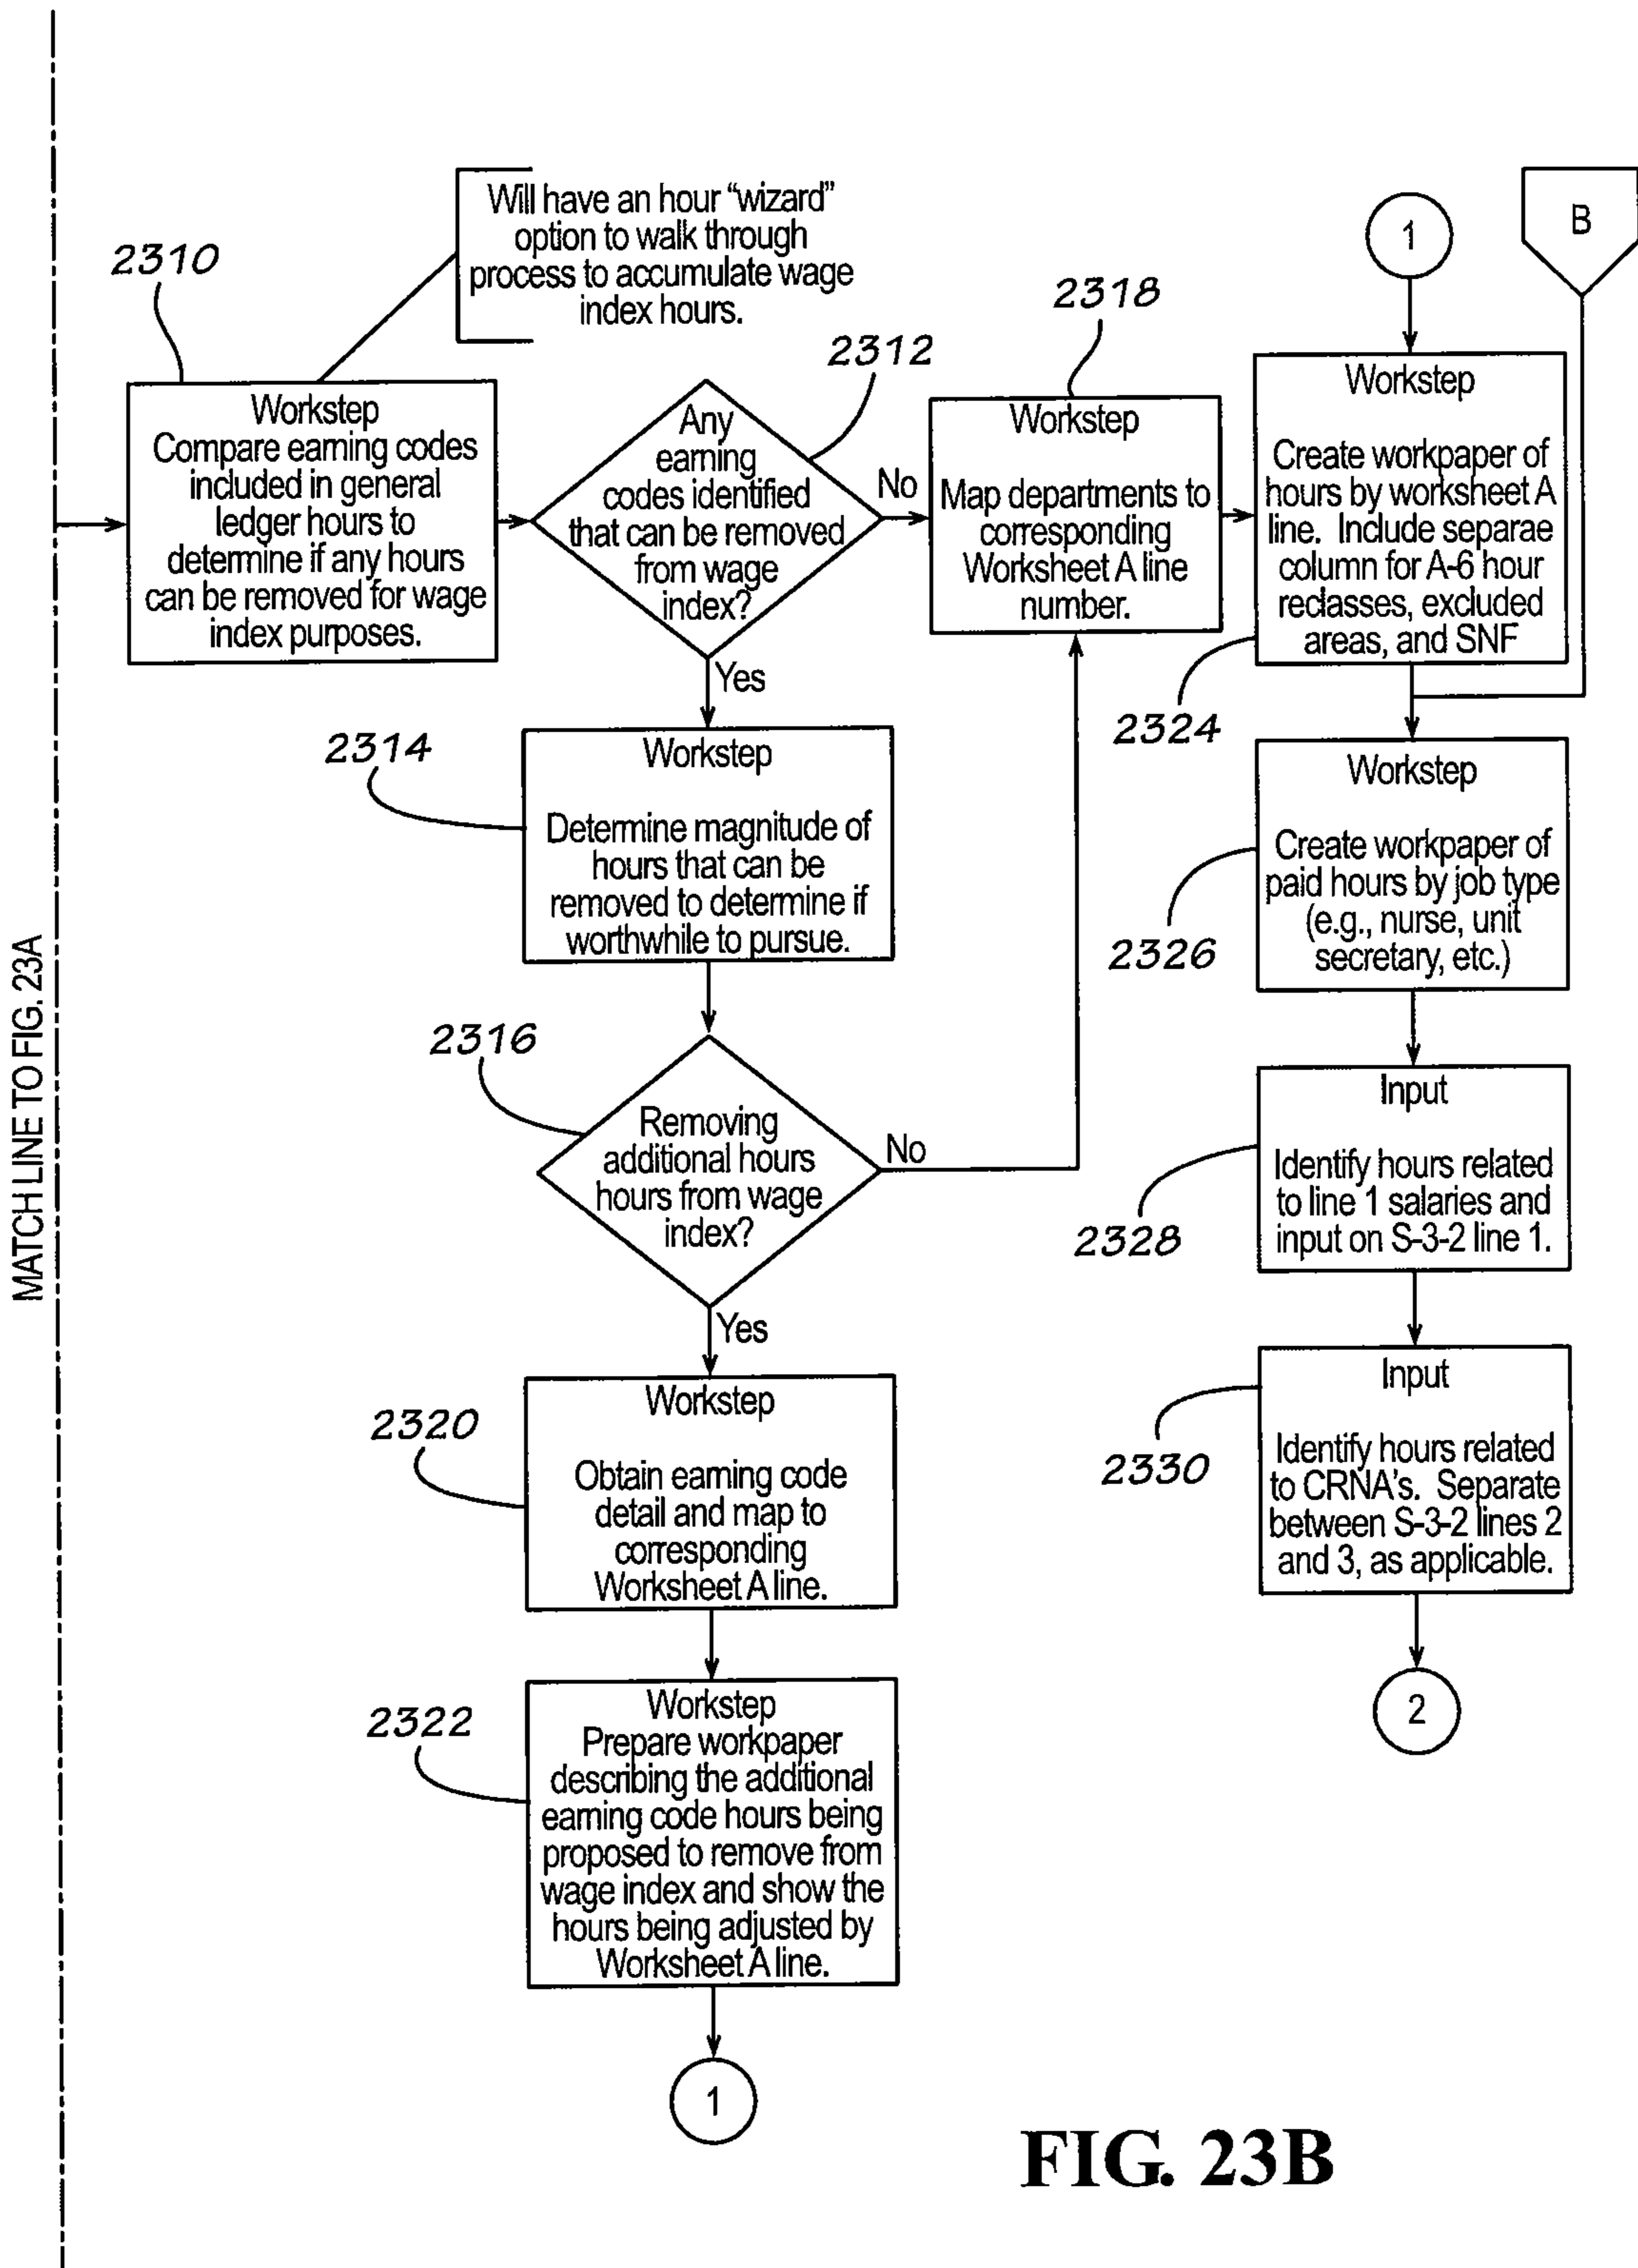 MATCH LINE TO FIG. 23A
Will have an hour “wizard”
option to walk through
process to accumulate wage
index hours.
2310
Workstep
Compare earning codes
included in general
ledger hours to
determine if any hours
can be removed for wage
index purposes.
2312
Any
earning
codes identified
that can be removed
from wage
index?
No
Yes
2318
Workstep
Map departments to
corresponding
Worksheet A line
number.
2314
Workstep
Determine magnitude of
hours that can be
removed to determine if
worthwhile to pursue.
2316
Removing
additional hours
hours from wage
index?
No
Yes
2320
Workstep
Obtain earning code
detail and map to
corresponding
Worksheet A line.
2322
Workstep
Prepare workpaper
describing the additional
earning code hours being
proposed to remove from
wage index and show the
hours being adjusted by
Worksheet A line.
1
1
B
Workstep
Create workpaper of
hours by worksheet A
line. Include separae
column for A-6 hour
reclasses, excluded
areas, and SNF
2324
Workstep
Create workpaper of
paid hours by job type
(e.g., nurse, unit
secretary, etc.)
2326
Input
Identify hours related
to line 1 salaries and
input on S-3-2 line 1.
2328
Input
Identify hours related
to CRNA's. Separate
between S-3-2 lines 2
and 3, as applicable.
2330
2
FIG. 23B